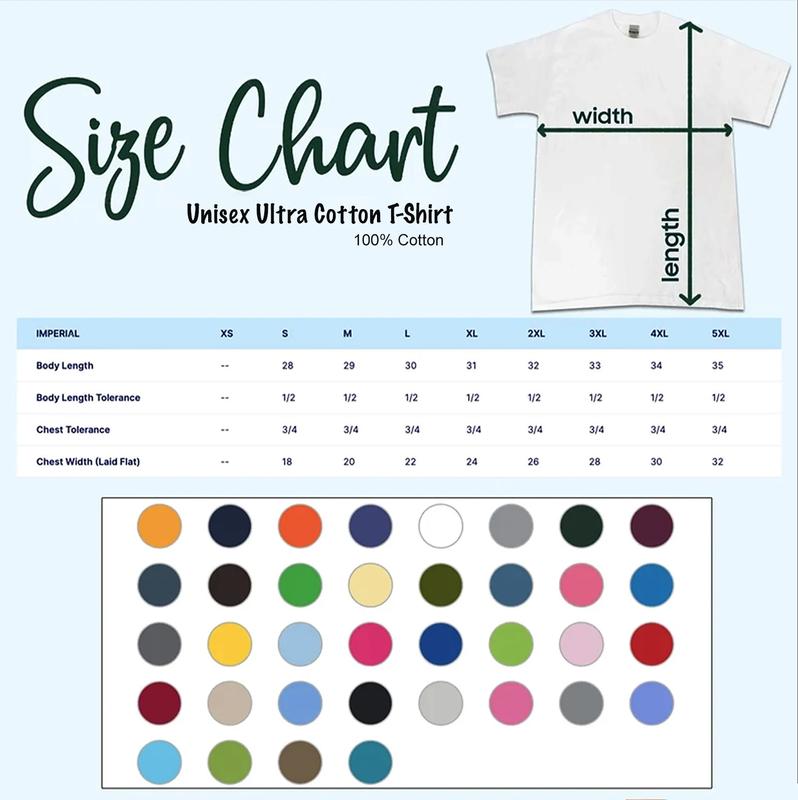 Size Chart
Unisex Ultra Cotton T-Shirt
100% Cotton
width
length
IMPERIAL XS S M L XL 2XL 3XL 4XL 5XL
Body Length -- 28 29 30 31 32 33 34 35
Body Length Tolerance -- 1/2 1/2 1/2 1/2 1/2 1/2 1/2 1/2
Chest Tolerance -- 3/4 3/4 3/4 3/4 3/4 3/4 3/4 3/4
Chest Width (Laid Flat) -- 18 20 22 24 26 28 30 32